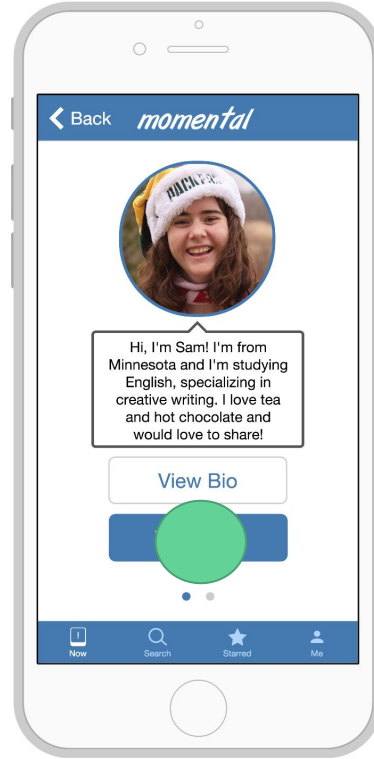 Back momental
PACKERS
Hi, I'm Sam! I'm from
Minnesota and I'm studying
English, specializing in
creative writing. I love tea
and hot chocolate and
would love to share!
View Bio
Now Search Starred Me